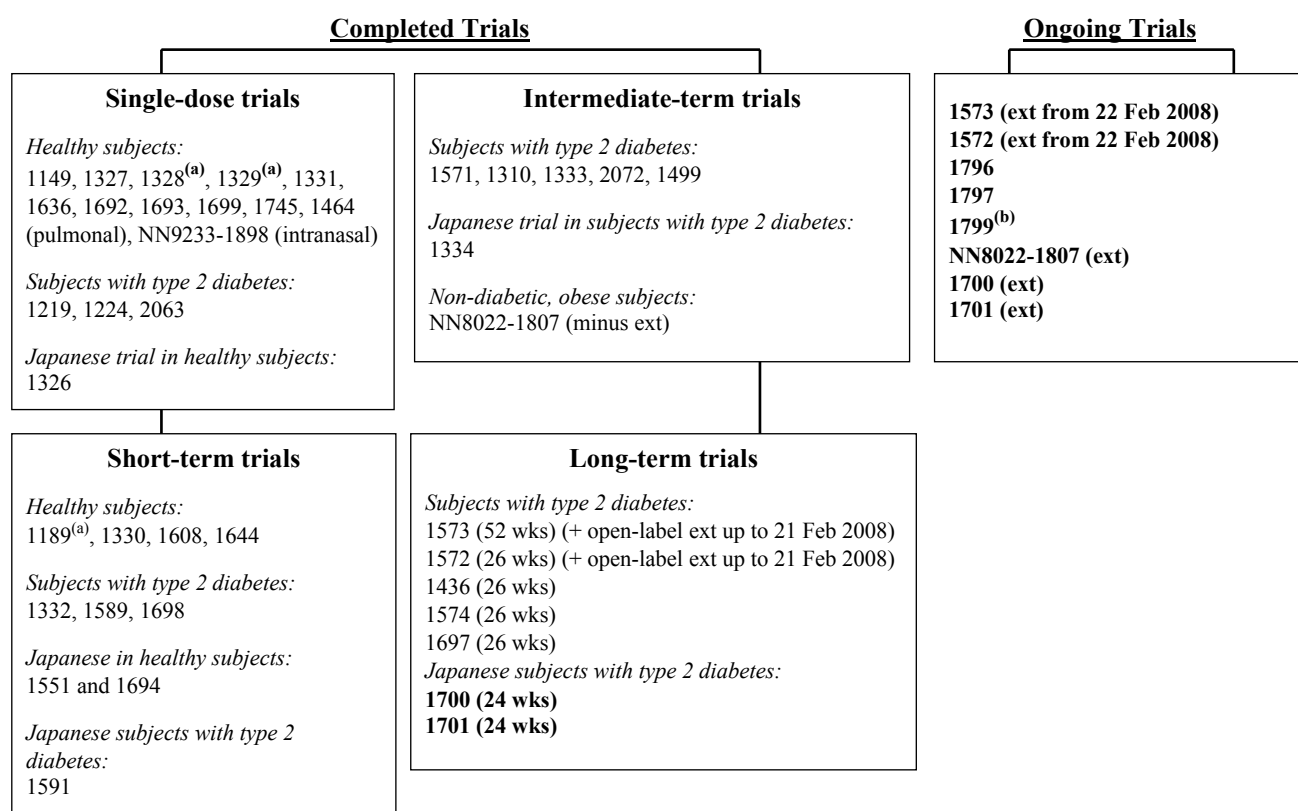 Completed Trials
Single-dose trials
Healthy subjects:
1149, 1327, 1328(a), 1329(a), 1331,
1636, 1692, 1693, 1699, 1745, 1464
(pulmonal), NN9233-1898 (intranasal)
Subjects with type 2 diabetes:
1219, 1224, 2063
Japanese trial in healthy subjects:
1326
Short-term trials
Healthy subjects:
1189(a), 1330, 1608, 1644
Subjects with type 2 diabetes:
1332, 1589, 1698
Japanese in healthy subjects:
1551 and 1694
Japanese subjects with type 2
diabetes:
1591
Intermediate-term trials
Subjects with type 2 diabetes:
1571, 1310, 1333, 2072, 1499
Japanese trial in subjects with type 2 diabetes:
1334
Non-diabetic, obese subjects:
NN8022-1807 (minus ext)
Long-term trials
Subjects with type 2 diabetes:
1573 (52 wks) (+ open-label ext up to 21 Feb 2008)
1572 (26 wks) (+ open-label ext up to 21 Feb 2008)
1436 (26 wks)
1574 (26 wks)
1697 (26 wks)
Japanese subjects with type 2 diabetes:
1700 (24 wks)
1701 (24 wks)
Ongoing Trials
1573 (ext from 22 Feb 2008)
1572 (ext from 22 Feb 2008)
1796
1797
1799(b)
NN8022-1807 (ext)
1700 (ext)
1701 (ext)